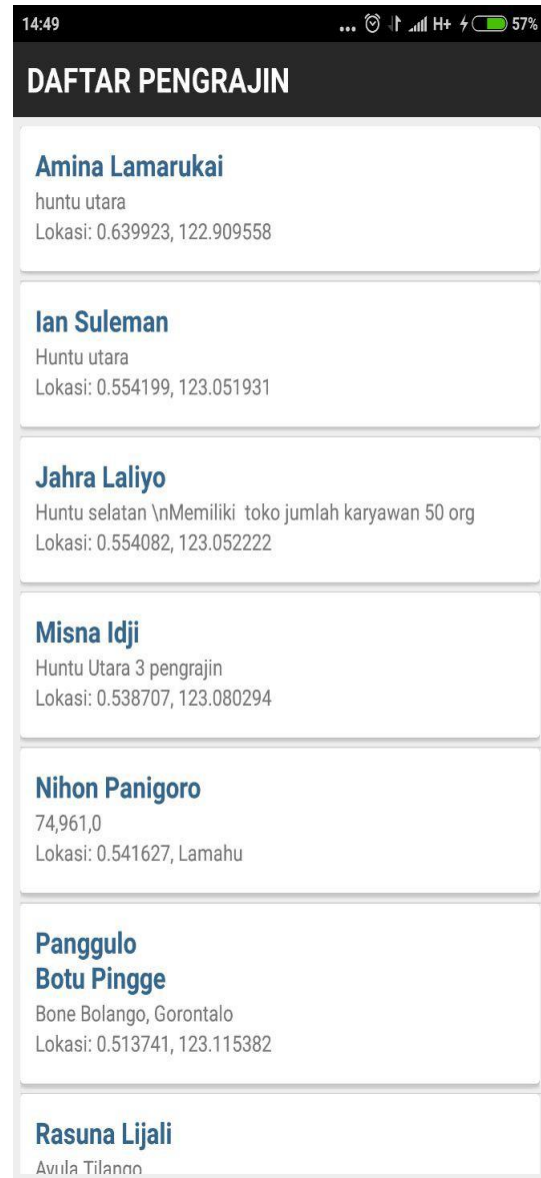 14:49
... H+ 57%
DAFTAR PENGRAJIN
Amina Lamarukai
huntu utara
Lokasi: 0.639923, 122.909558
Ian Suleman
Huntu utara
Lokasi: 0.554199, 123.051931
Jahra Laliyo
Huntu selatan \nMemiliki  toko jumlah karyawan 50 org
Lokasi: 0.554082, 123.052222
Misna Idji
Huntu Utara 3 pengrajin
Lokasi: 0.538707, 123.080294
Nihon Panigoro
74,961,0
Lokasi: 0.541627, Lamahu
Panggulo
Botu Pingge
Bone Bolango, Gorontalo
Lokasi: 0.513741, 123.115382
Rasuna Lijali
Ayula Tilango